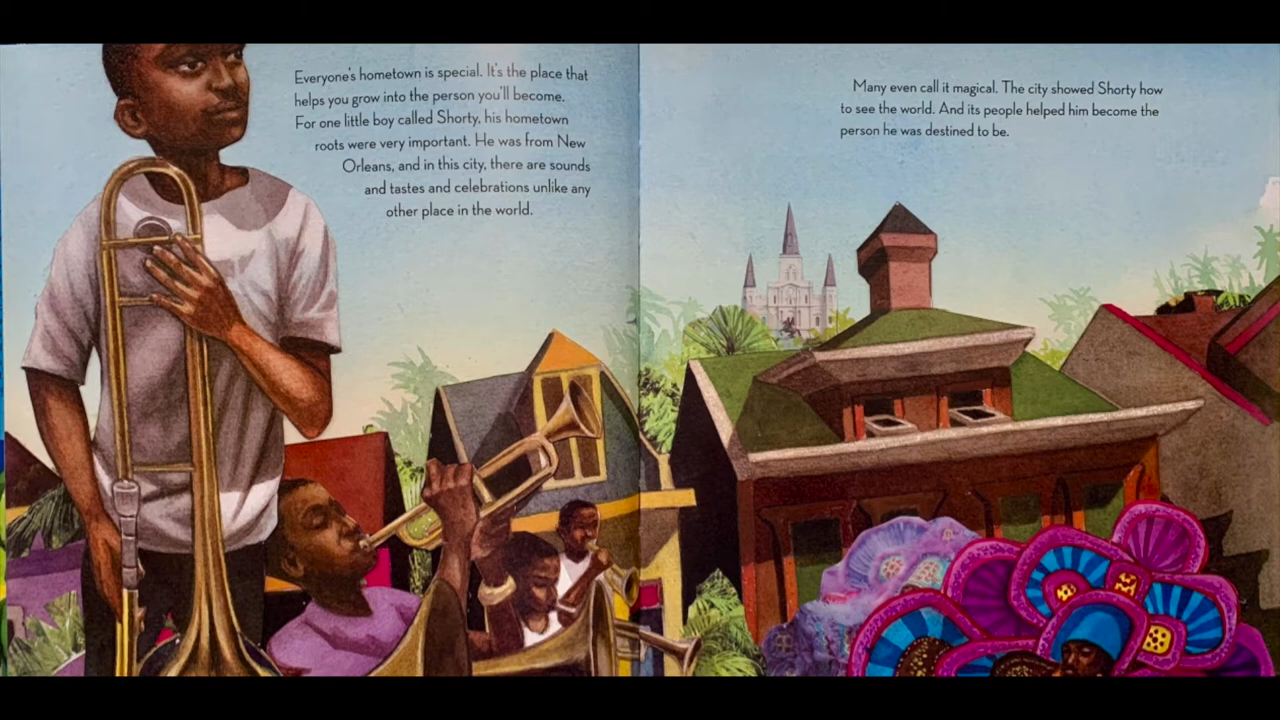 Everyone's hometown is special. It's the place that
helps you grow into the person you'll become.
For one little boy called Shorty, his hometown
roots were very important. He was from New
Orleans, and in this city, there are sounds
and tastes and celebrations unlike any
other place in the world.
Many even call it magical. The city showed Shorty how
to see the world. And its people helped him become the
person he was destined to be.